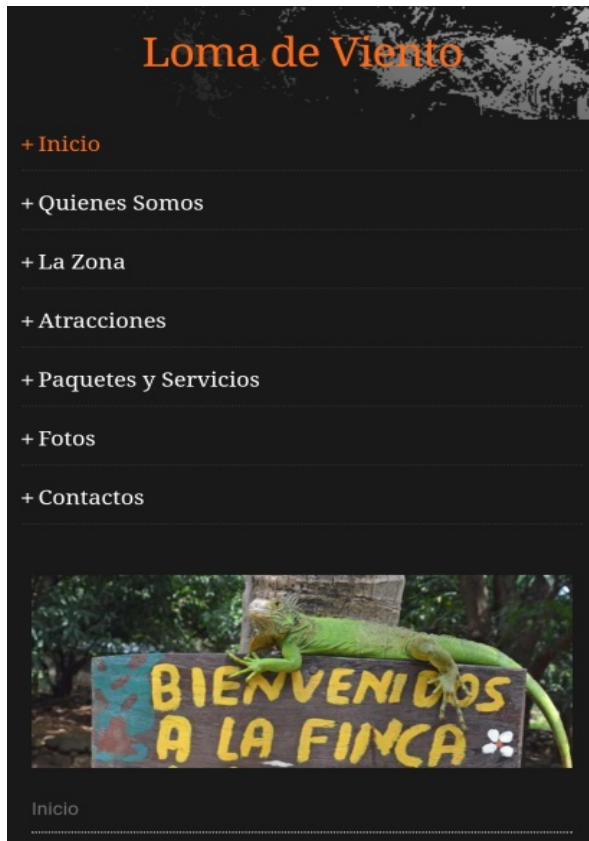 Loma de Viento
+ Inicio
+ Quienes Somos
+ La Zona
+ Atracciones
+ Paquetes y Servicios
+ Fotos
+ Contactos
BIENVENIDOS
A LA FINCA
Inicio